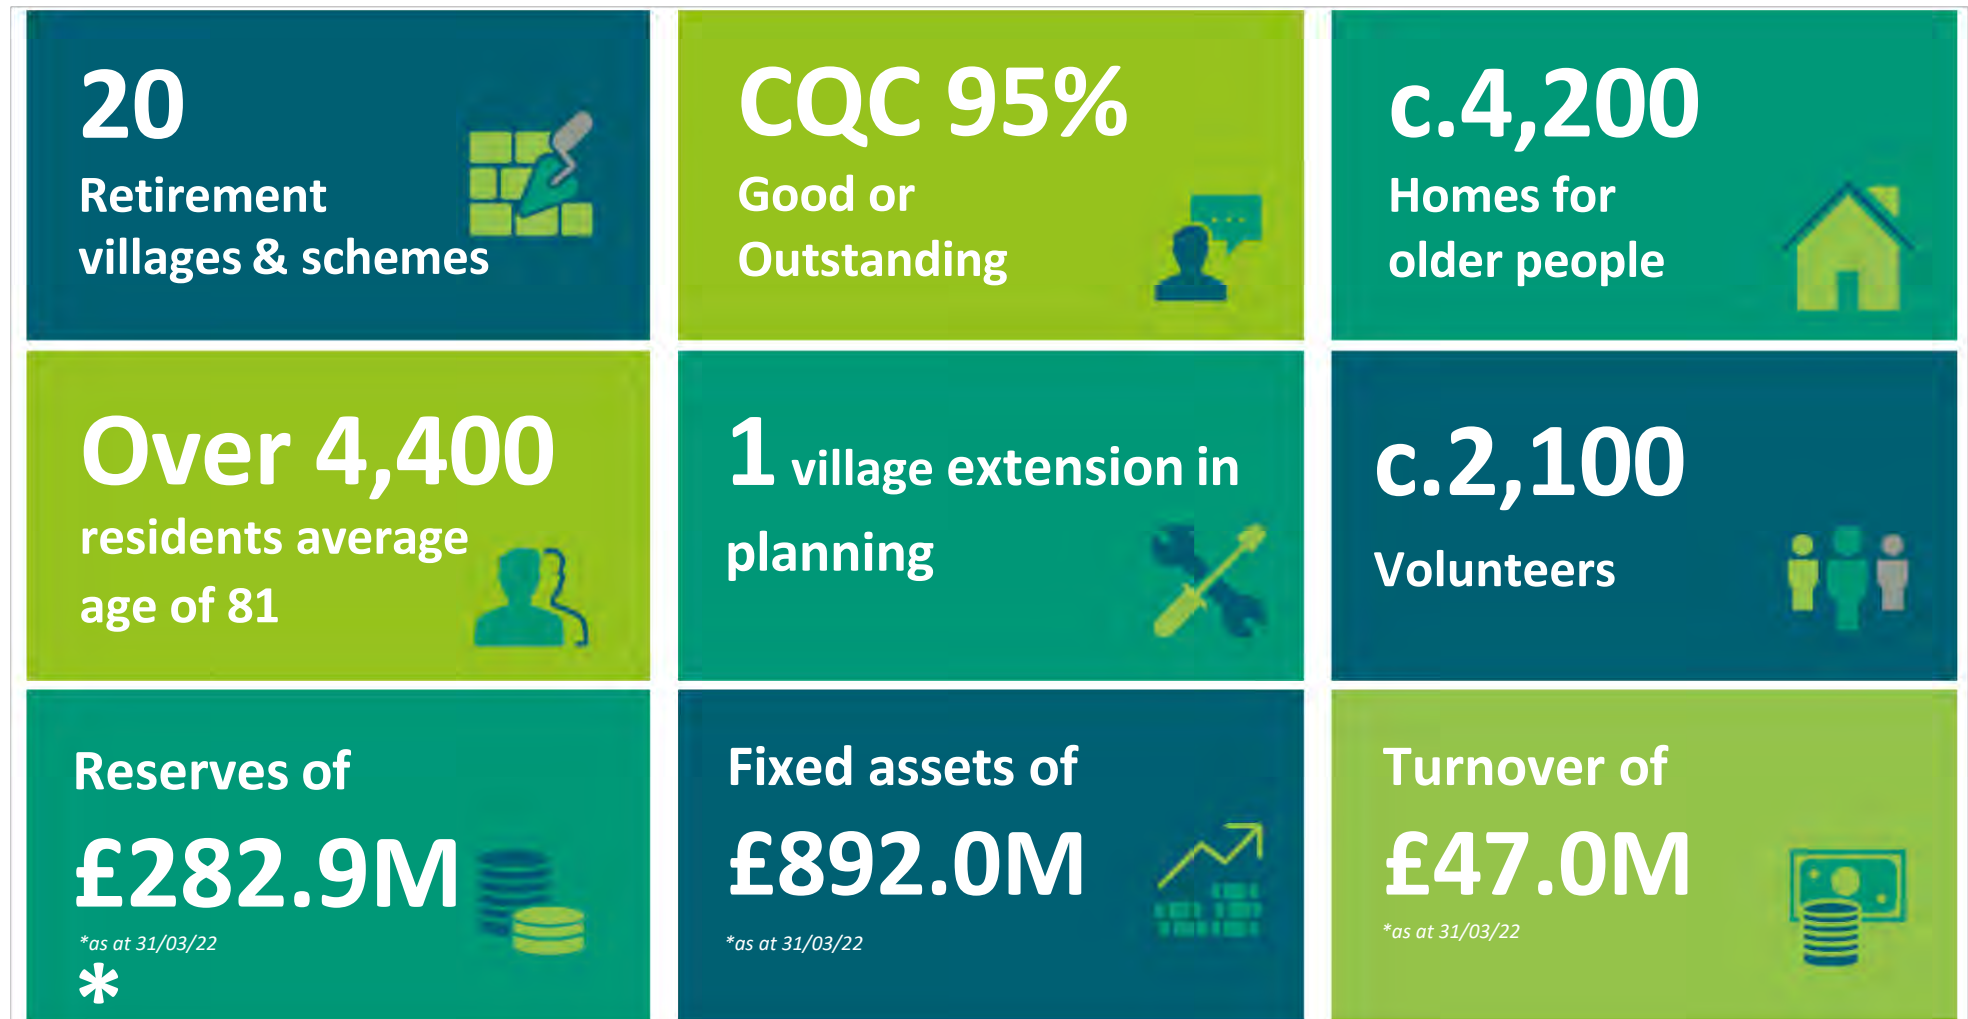 20
Retirement
villages & schemes
CQC 95%
Good or
Outstanding
c.4,200
Homes for
older people
Over 4,400
residents average
age of 81
1 village extension in
planning
c.2,100
Volunteers
Reserves of
£282.9M
*as at 31/03/22
*
Fixed assets of
£892.0M
*as at 31/03/22
Turnover of
£47.0M
*as at 31/03/22